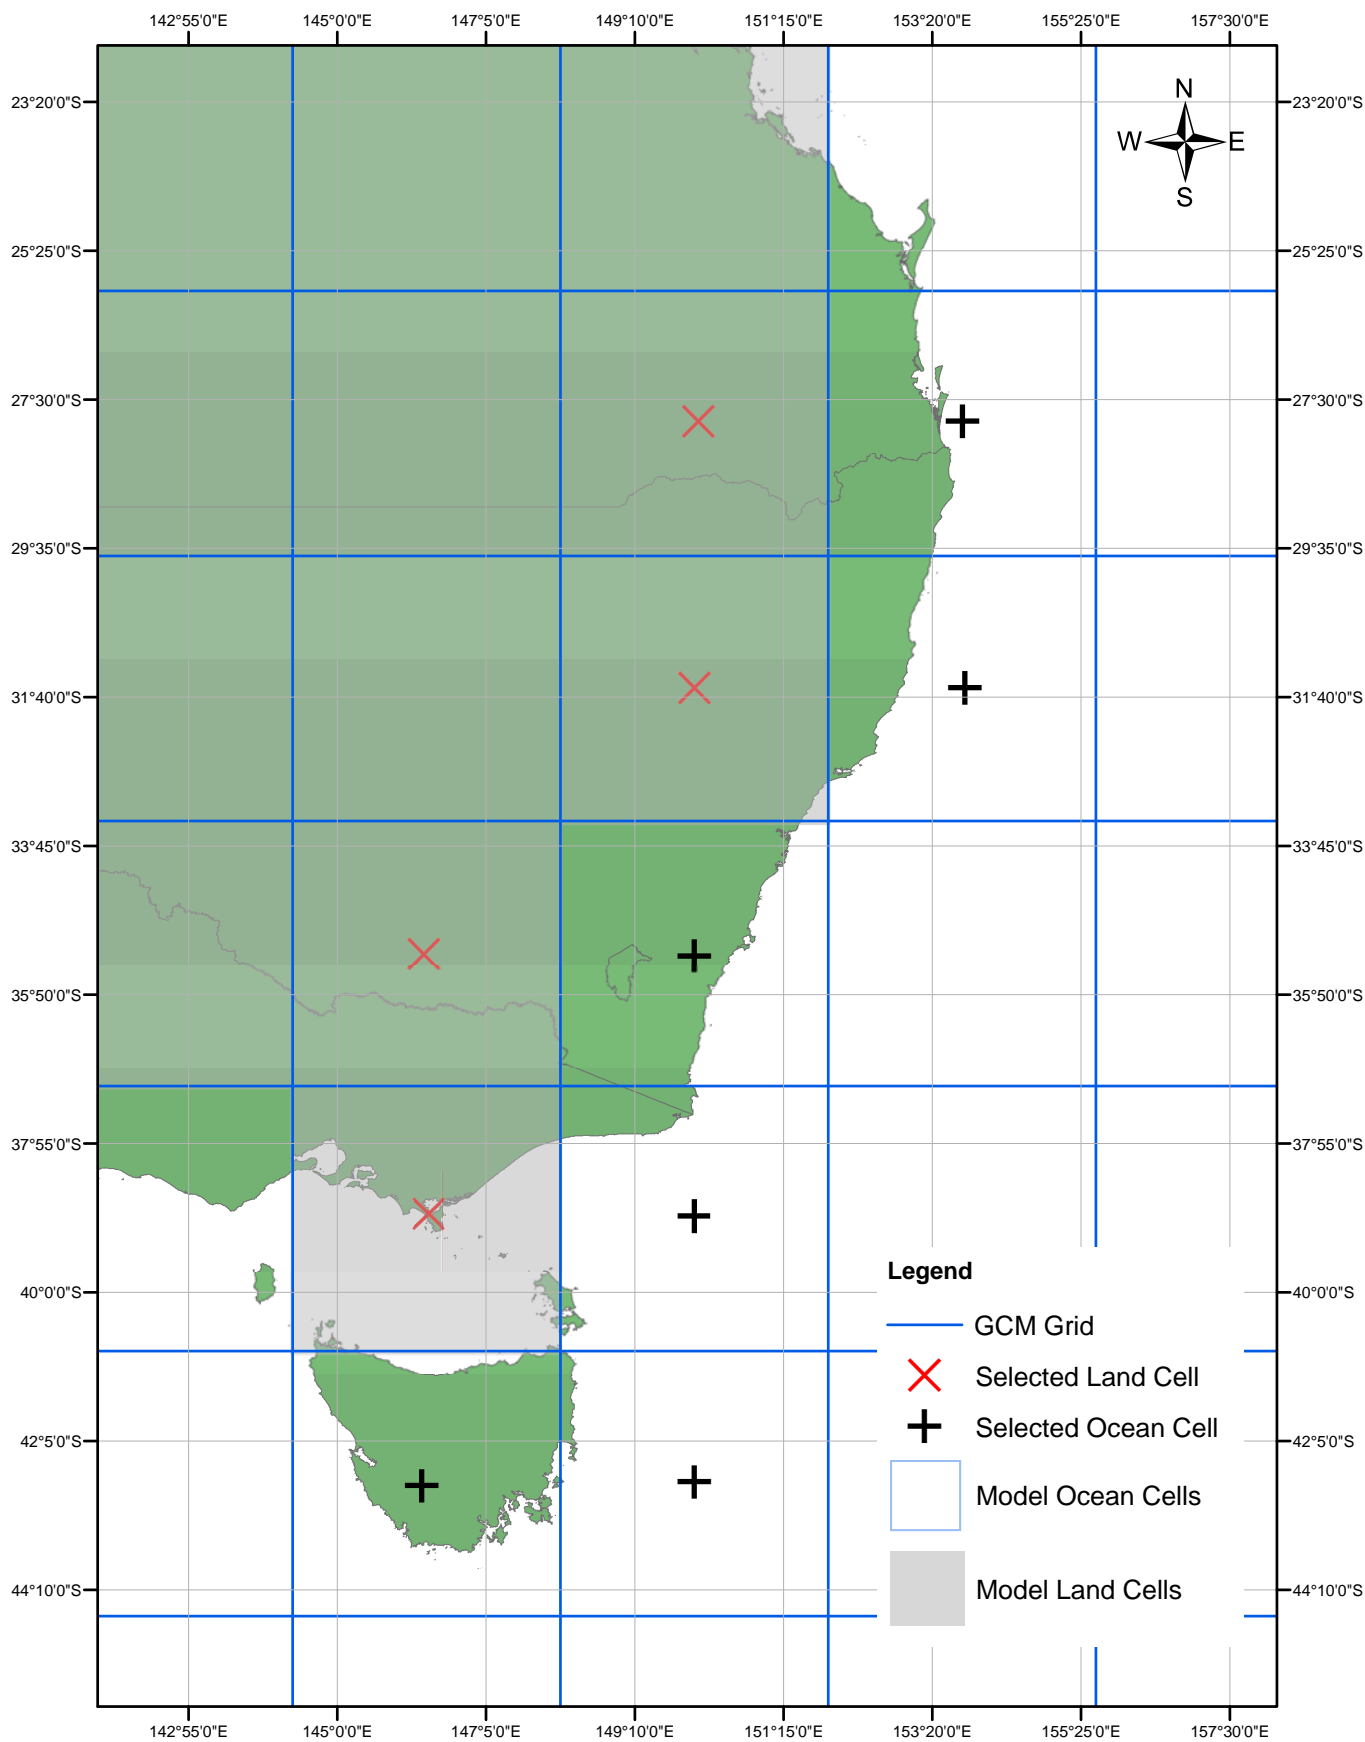 142°55'0"E 145°0'0"E 147°5'0"E 149°10'0"E 151°15'0"E 153°20'0"E 155°25'0"E 157°30'0"E
N
23°20'0"S 23°20'0"S
W E
S
25°25'0"S 25°25'0"S
27°30'0"S 27°30'0"S
29°35'0"S 29°35'0"S
31°40'0"S 31°40'0"S
33°45'0"S 33°45'0"S
35°50'0"S 35°50'0"S
37°55'0"S 37°55'0"S
Legend
40°0'0"S 40°0'0"S
GCM Grid
Selected Land Cell
Selected Ocean Cell
42°5'0"S 42°5'0"S
Model Ocean Cells
44°10'0"S 44°10'0"S
Model Land Cells
142°55'0"E 145°0'0"E 147°5'0"E 149°10'0"E 151°15'0"E 153°20'0"E 155°25'0"E 157°30'0"E